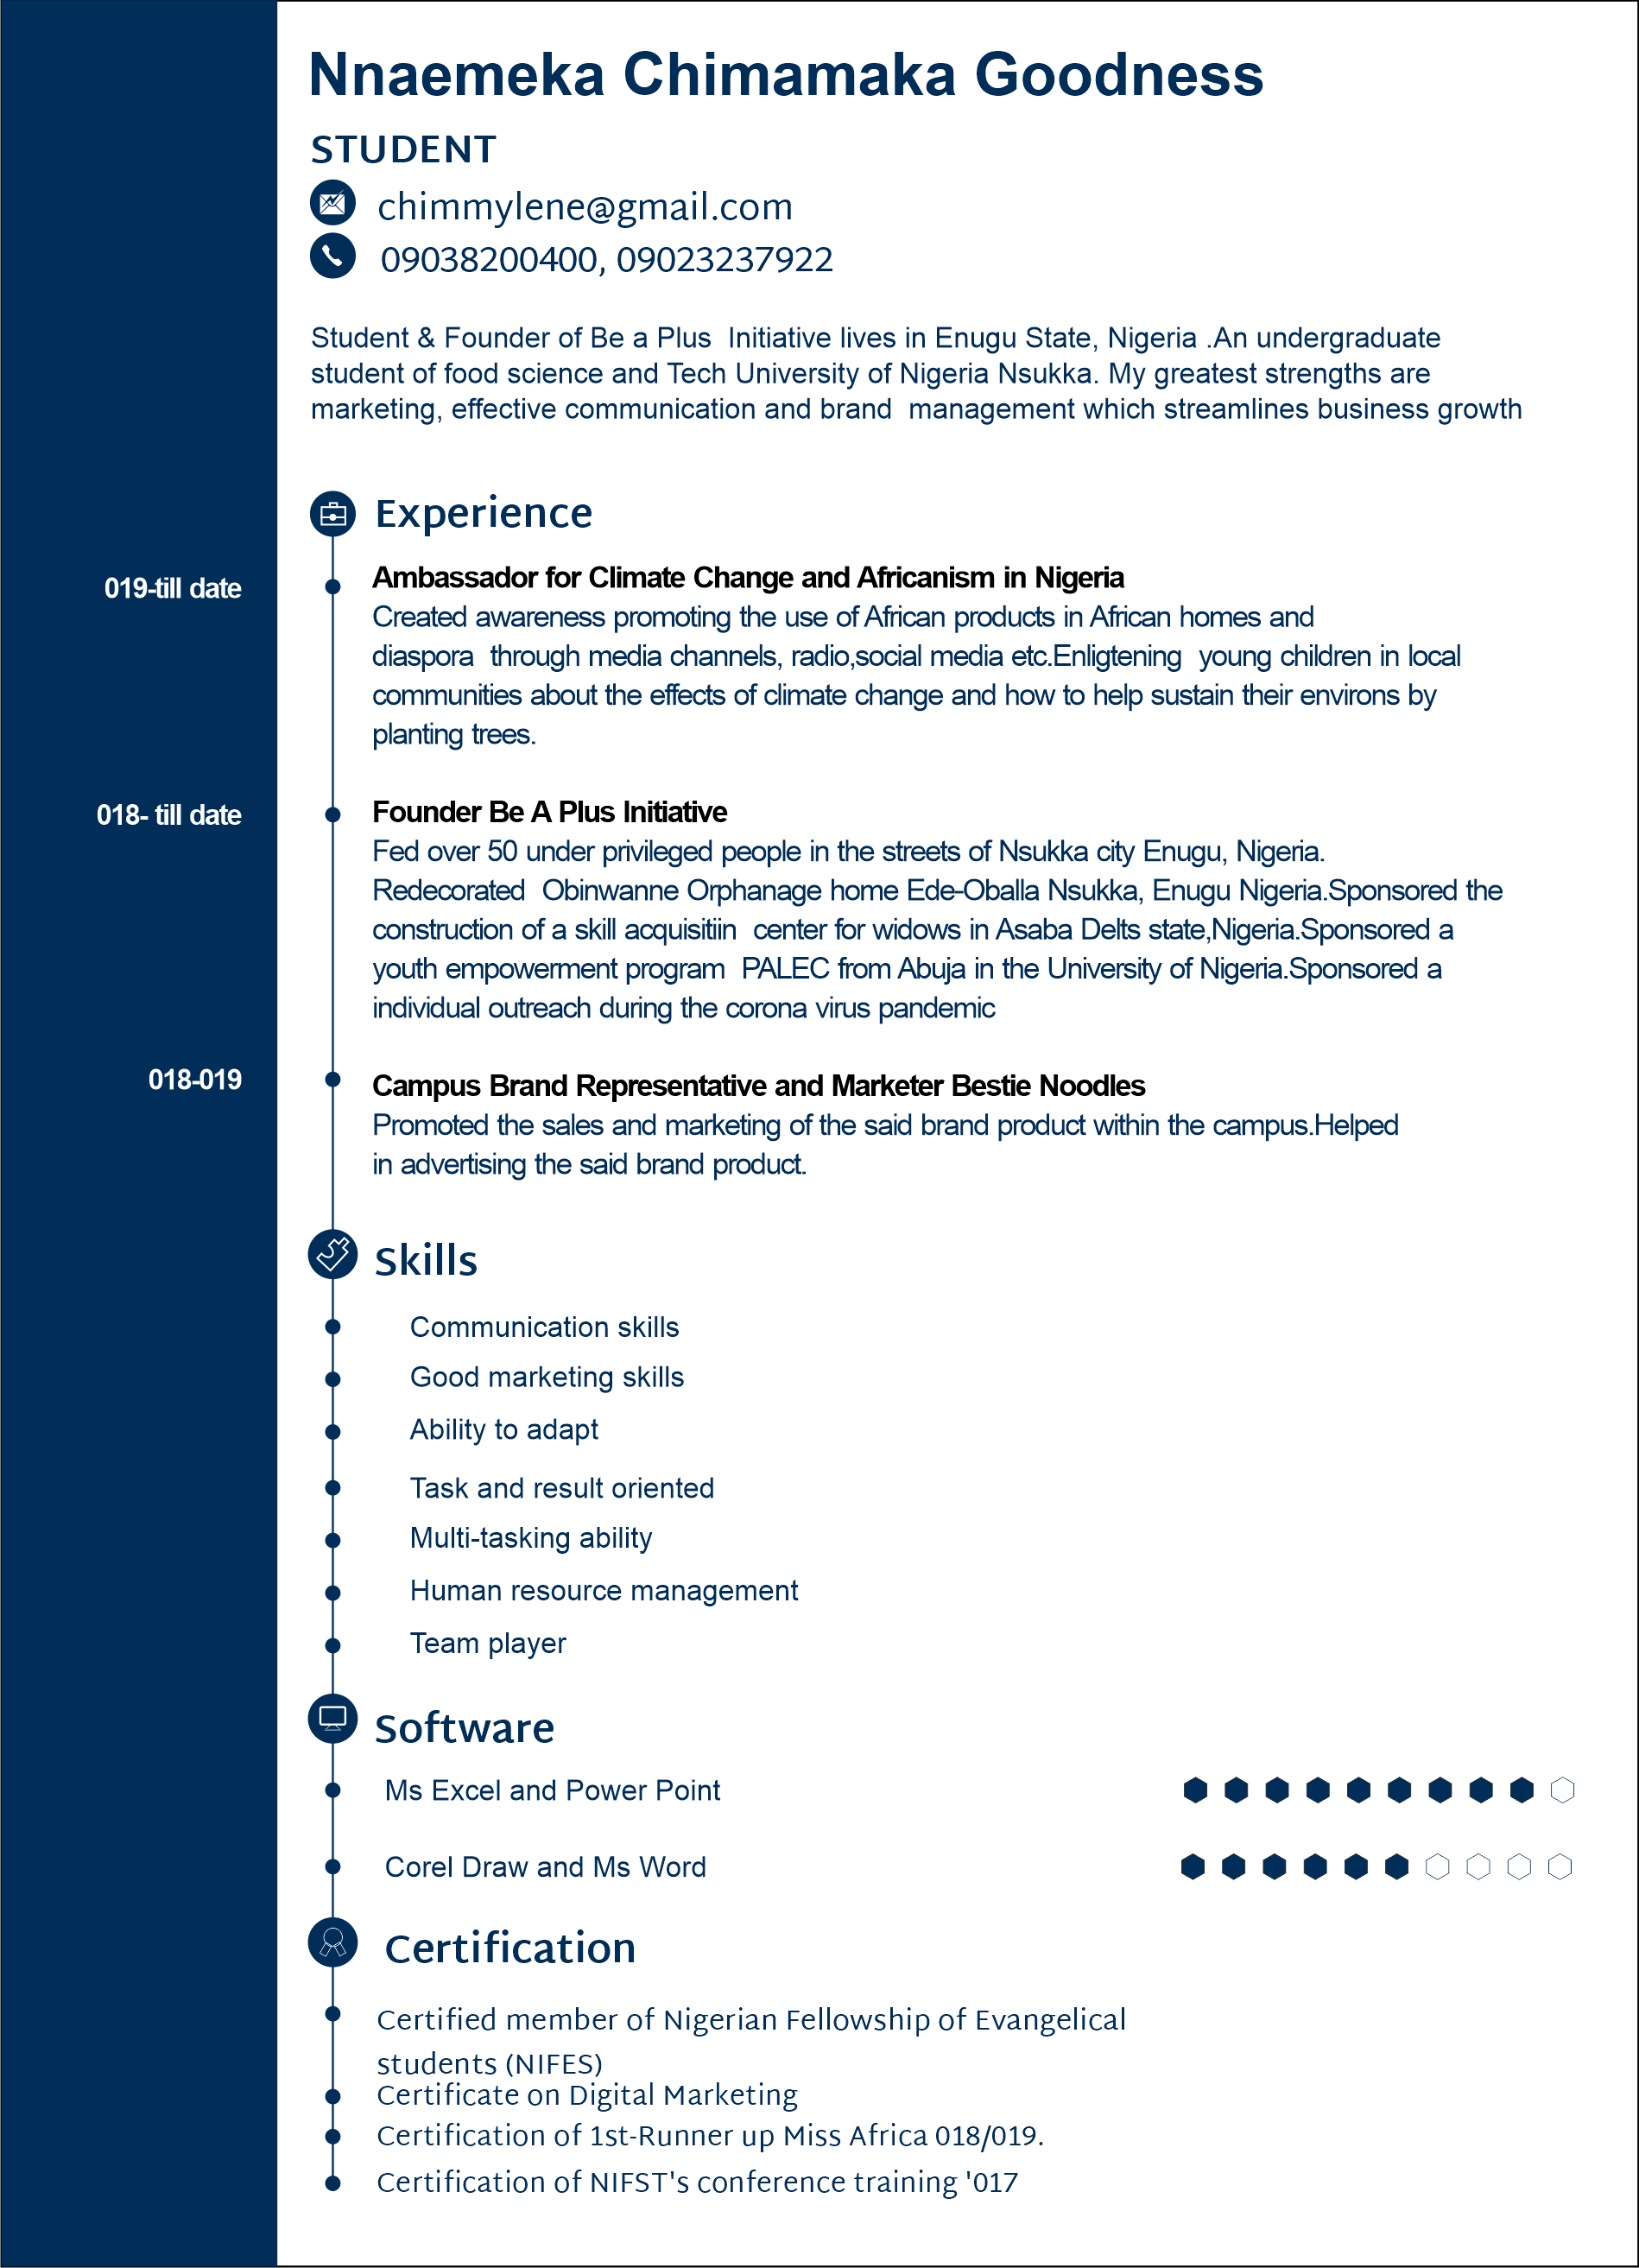 Nnaemeka Chimamaka Goodness
STUDENT
chimmylene@gmail.com
09038200400, 09023237922
Student & Founder of Be a Plus  Initiative lives in Enugu State, Nigeria .An undergraduate
student of food science and Tech University of Nigeria Nsukka. My greatest strengths are
marketing, effective communication and brand  management which streamlines business growth
Experience
019-till date
Ambassador for Climate Change and Africanism in Nigeria
Created awareness promoting the use of African products in African homes and
diaspora  through media channels, radio,social media etc.Enligtening  young children in local
communities about the effects of climate change and how to help sustain their environs by
planting trees.
018- till date
Founder Be A Plus Initiative
Fed over 50 under privileged people in the streets of Nsukka city Enugu, Nigeria.
Redecorated  Obinwanne Orphanage home Ede-Oballa Nsukka, Enugu Nigeria.Sponsored the
construction of a skill acquisitiin  center for widows in Asaba Delts state,Nigeria.Sponsored a
youth empowerment program  PALEC from Abuja in the University of Nigeria.Sponsored a
individual outreach during the corona virus pandemic
018-019
Campus Brand Representative and Marketer Bestie Noodles
Promoted the sales and marketing of the said brand product within the campus.Helped
in advertising the said brand product.
Skills
Communication skills
Good marketing skills
Ability to adapt
Task and result oriented
Multi-tasking ability
Human resource management
Team player
Software
Ms Excel and Power Point
Corel Draw and Ms Word
Certification
Certified member of Nigerian Fellowship of Evangelical
students (NIFES)
Certificate on Digital Marketing
Certification of 1st-Runner up Miss Africa 018/019.
Certification of NIFST's conference training '017